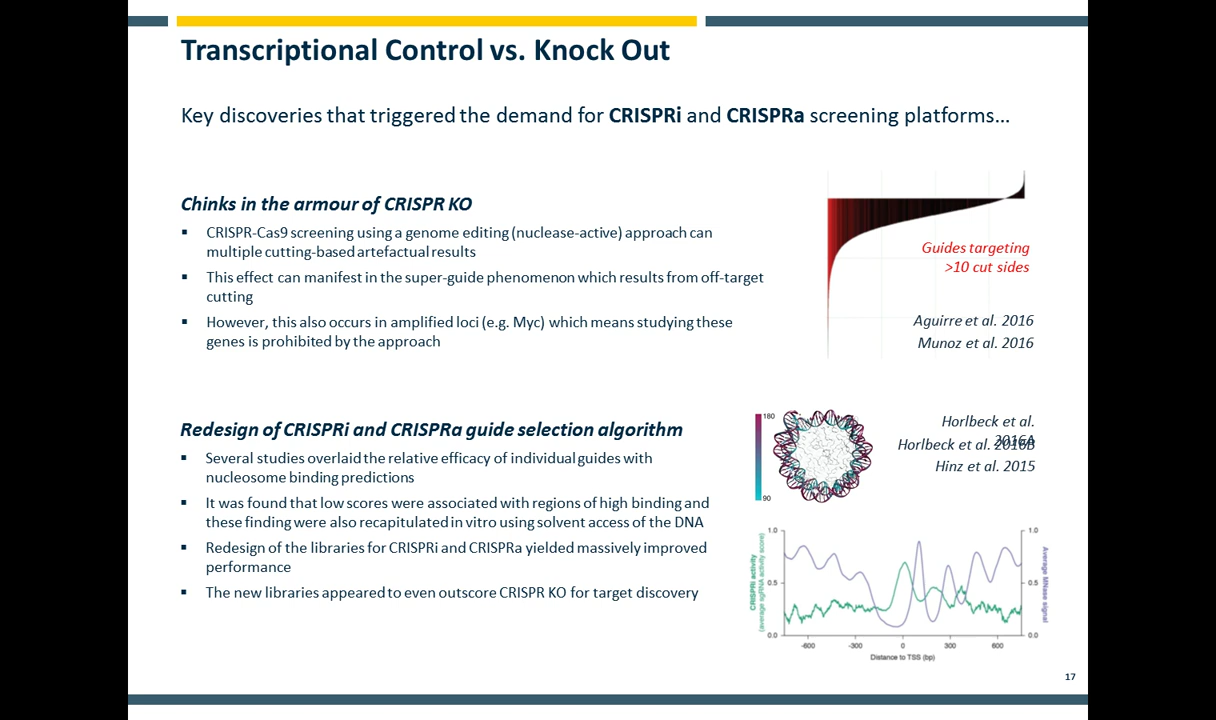 Transcriptional Control vs. Knock Out
Key discoveries that triggered the demand for CRISPRi and CRISPRa screening platforms…
Chinks in the armour of CRISPR KO
▪ CRISPR-Cas9 screening using a genome editing (nuclease-active) approach can
multiple cutting-based artefactual results
▪ This effect can manifest in the super-guide phenomenon which results from off-target
cutting
▪ However, this also occurs in amplified loci (e.g. Myc) which means studying these
genes is prohibited by the approach
Guides targeting
>10 cut sides
Aguirre et al. 2016
Munoz et al. 2016
Redesign of CRISPRi and CRISPRa guide selection algorithm
▪ Several studies overlaid the relative efficacy of individual guides with
nucleosome binding predictions
▪ It was found that low scores were associated with regions of high binding and
these finding were also recapitulated in vitro using solvent access of the DNA
▪ Redesign of the libraries for CRISPRi and CRISPRa yielded massively improved
performance
▪ The new libraries appeared to even outscore CRISPR KO for target discovery
180
90
Horlbeck et al.
2016A
Horlbeck et al. 2016B
Hinz et al. 2015
CRISPRi activity
(average sgRNA activity score)
1.0
0.5
0.0
1.0
0.5
0.0
Average MNase signal
-600 -300 0 300 600
Distance to TSS (bp)
17